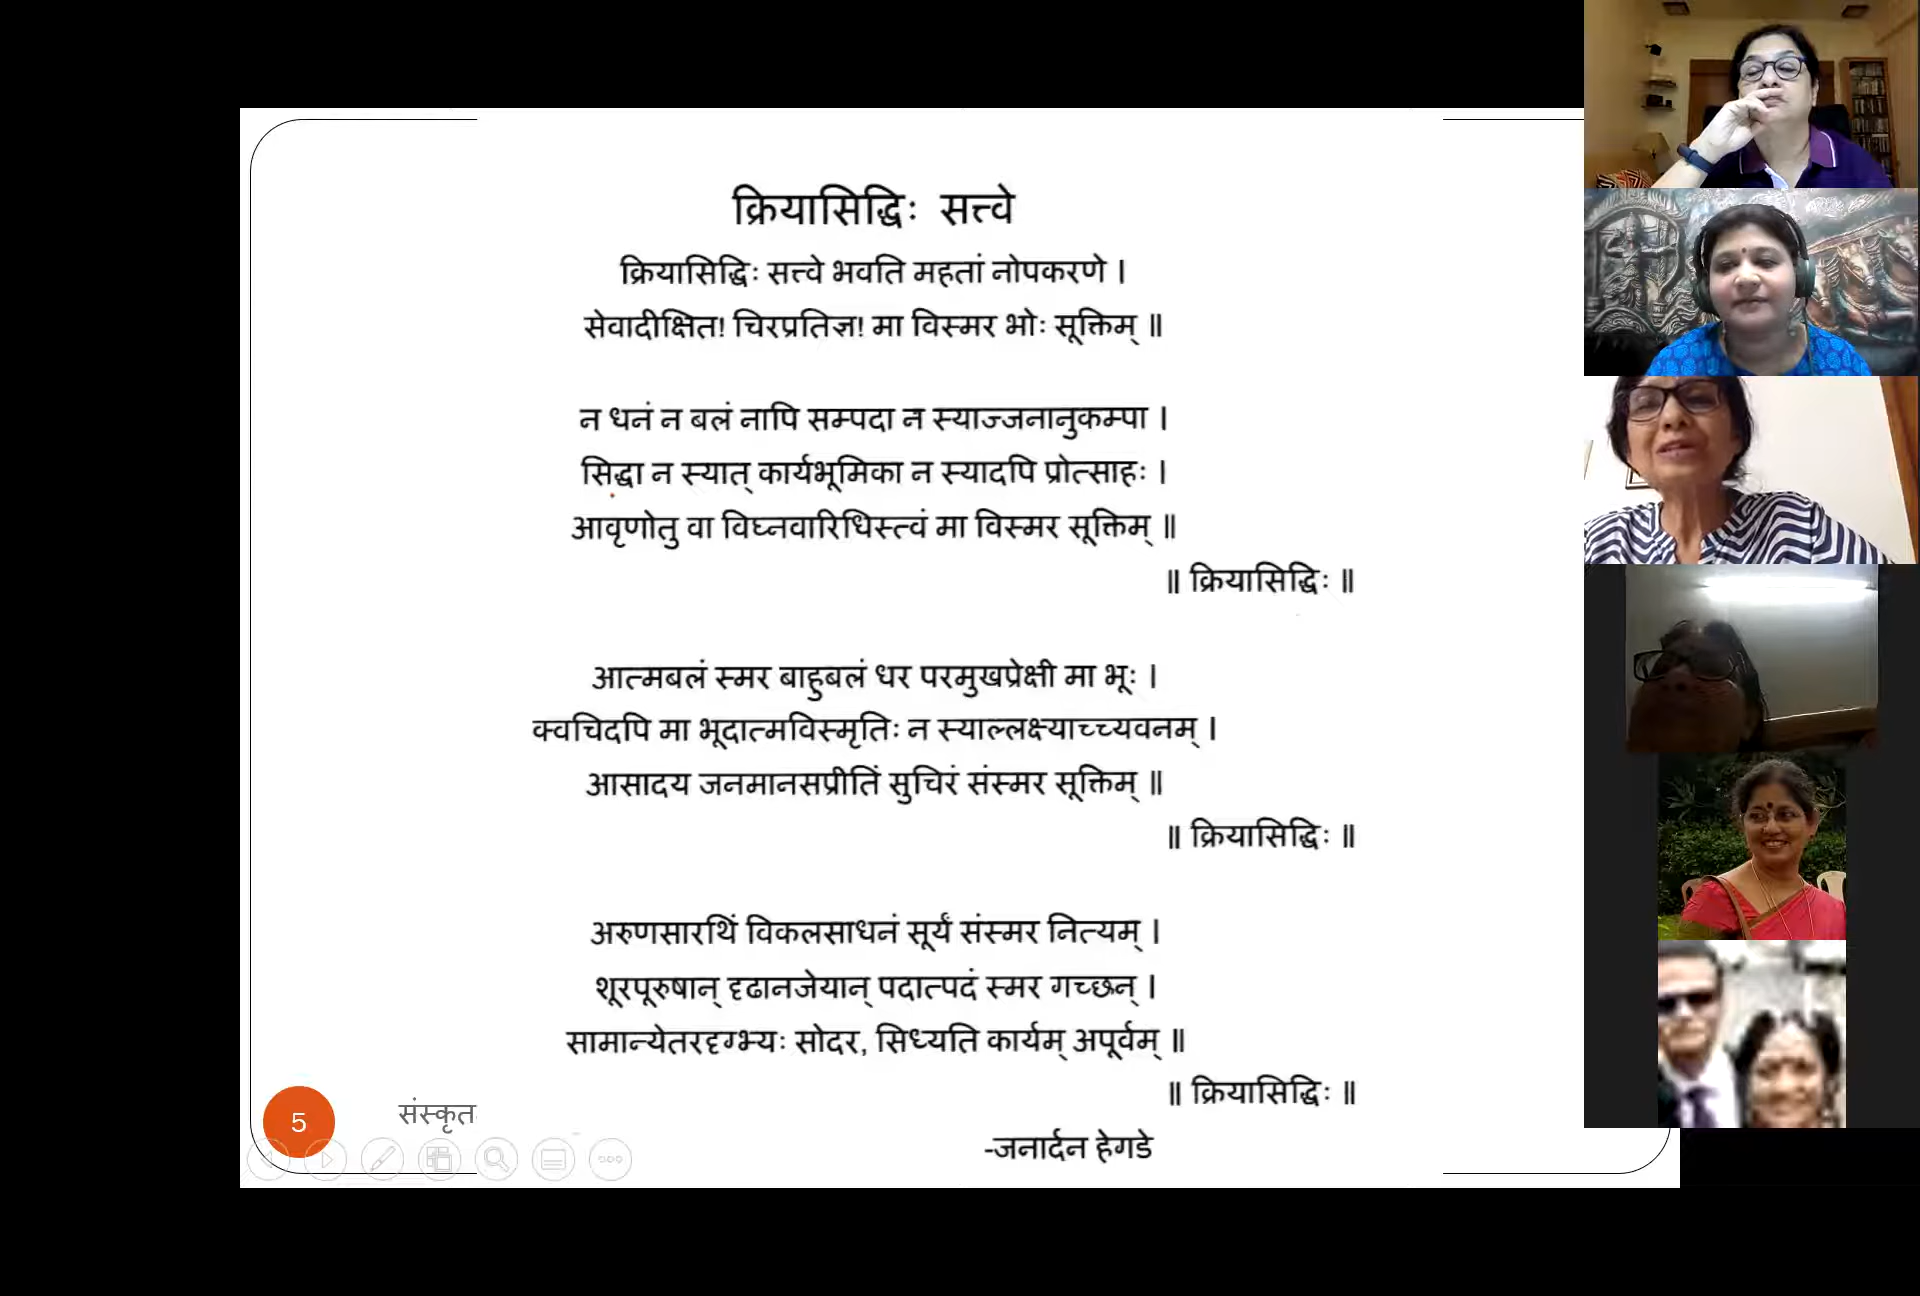 क्रियासिद्धिः सत्त्वे
क्रियासिद्धिः सत्त्वे भवति महतां नोपकरणे ।
सेवादीक्षित! चिरप्रतिज्ञ! मा विस्मर भोः सूक्तिम् ॥
न धनं न बलं नापि सम्पदा न स्याज्जनानुकम्पा ।
सिद्धा न स्यात् कार्यभूमिका न स्यादपि प्रोत्साहः ।
आवृणोतु वा विघ्नवारिधिस्त्वं मा विस्मर सूक्तिम् ॥
॥ क्रियासिद्धिः ॥
आत्मबलं स्मर बाहुबलं धर परमुखप्रेक्षी मा भूः ।
क्वचिदपि मा भूदात्मविस्मृतिः न स्याल्लक्ष्याच्च्यवनम् ।
आसादय जनमानसप्रीतिं सुचिरं संस्मर सूक्तिम् ॥
॥ क्रियासिद्धिः ॥
अरुणसारथिं विकलसाधनं सूर्यं संस्मर नित्यम् ।
शूरपूरुषान् दृढानजेयान् पदात्पदं स्मर गच्छन् ।
सामान्येतरदृग्भ्यः सोदर, सिध्यति कार्यम् अपूर्वम् ॥
॥ क्रियासिद्धिः ॥
-जनार्दन हेगडे
5
संस्कृत